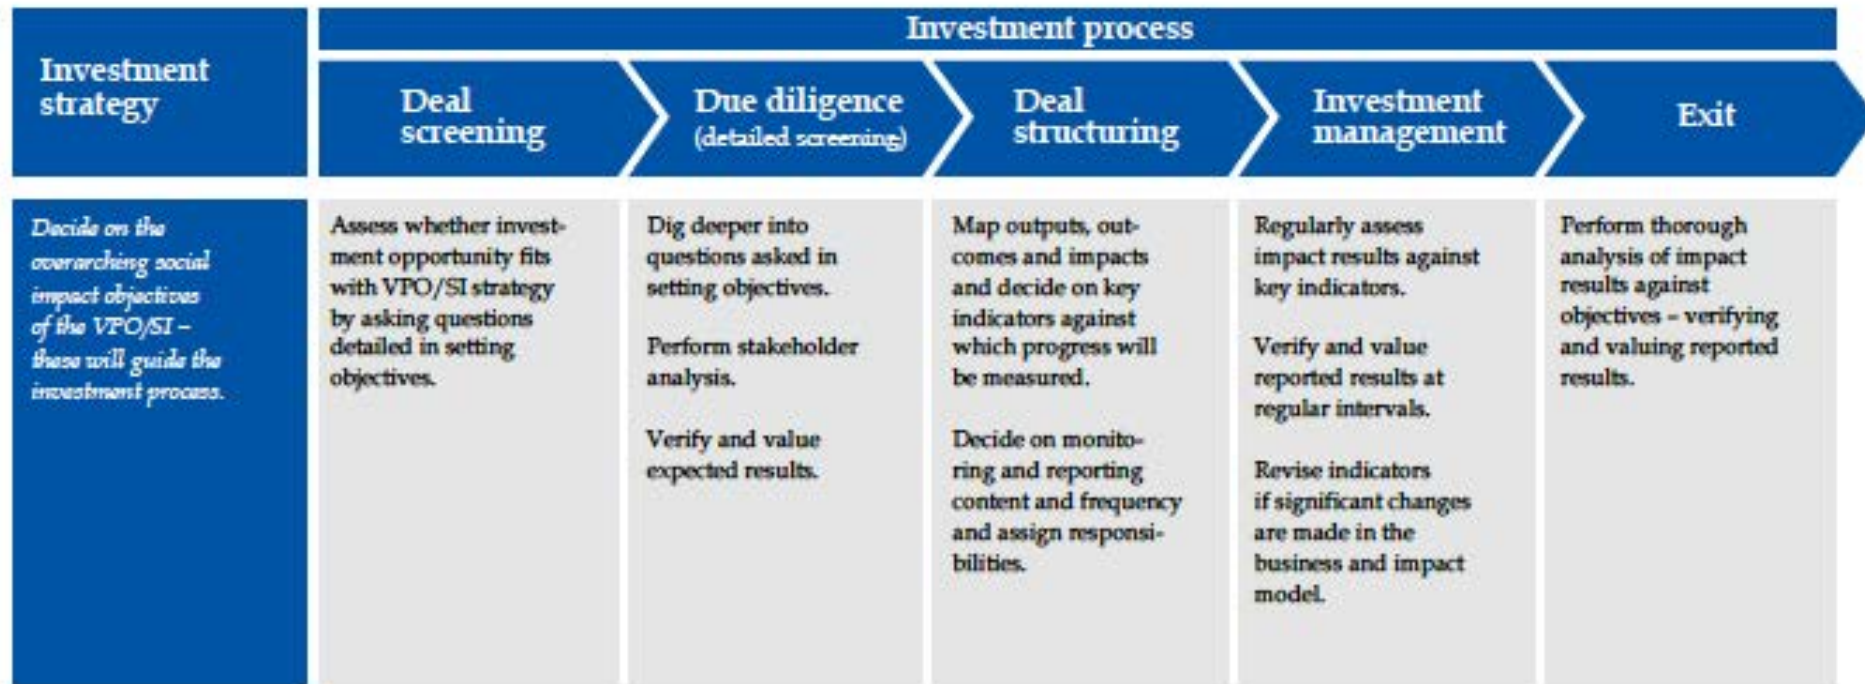 Investment
strategy
Investment process
Deal
screening
Due diligence
(detailed screening)
Deal
structuring
Investment
management
Exit
Decide on the
overarching social
impact objectives
of the VPO/SI –
these will guide the
investment process.
Assess whether invest-
ment opportunity fits
with VPO/SI strategy
by asking questions
detailed in setting
objectives.
Dig deeper into
questions asked in
setting objectives.
Perform stakeholder
analysis.
Verify and value
expected results.
Map outputs, out-
comes and impacts
and decide on key
indicators against
which progress will
be measured.
Decide on monito-
ring and reporting
content and frequency
and assign responsi-
bilities.
Regularly assess
impact results against
key indicators.
Verify and value
reported results at
regular intervals.
Revise indicators
if significant changes
are made in the
business and impact
model.
Perform thorough
analysis of impact
results against
objectives – verifying
and valuing reported
results.